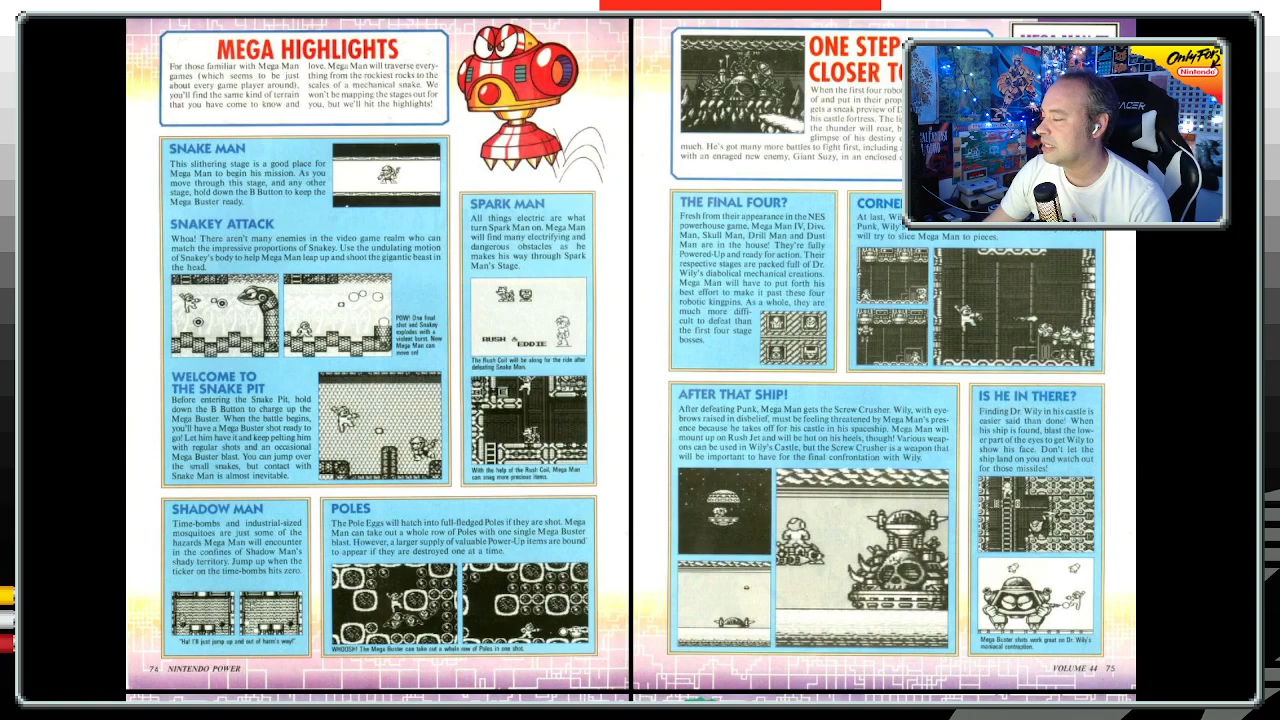 MEGA HIGHLIGHTS
For those familiar with Mega Man
games (which seems to be just
about every game player around),
you'll find the same kind of terrain
that you have come to know and
love. Mega Man will traverse every-
thing from the rockiest rocks to the
scales of a mechanical snake. We
won't be mapping the stages out for
you, but we'll hit the highlights!
SNAKE MAN
This slithering stage is a good place for
Mega Man to begin his mission. As you
move through this stage, and any other
stage, hold down the B Button to keep the
Mega Buster ready.
SNAKEY ATTACK
Whoa! There aren't many enemies in the video game realm who can
match the impressive proportions of Snakey. Use the undulating motion
of Snakey's body to help Mega Man leap up and shoot the gigantic beast in
the head.
POW! One final
shot and Snakey
explodes with a
violent burst. Now
Mega Man can
move on!
WELCOME TO
THE SNAKE PIT
Before entering the Snake Pit, hold
down the B Button to charge up the
Mega Buster. When the battle begins,
you'll have a Mega Buster shot ready to
go! Let him have it and keep pelting him
with regular shots and an occasional
Mega Buster blast. You can jump over
the small snakes, but contact with
Snake Man is almost inevitable.
SPARK MAN
All things electric are what
turn Spark Man on. Mega Man
will find many electrifying and
dangerous obstacles as he
makes his way through Spark
Man's Stage.
RUSH &
EDDIE
The Rush Coil will be along for the ride after
defeating Snake Man.
With the help of the Rush Coil, Mega Man
can snag more precious items.
SHADOW MAN
Time-bombs and industrial-sized
mosquitoes are just some of the
hazards Mega Man will encounter
in the confines of Shadow Man's
shady territory. Jump up when the
ticker on the time-bombs hits zero.
"Ha! I'll just jump up and out of harm's way!"
POLES
The Pole Eggs will hatch into full-fledged Poles if they are shot. Mega
Man can take out a whole row of Poles with one single Mega Buster
blast. However, a larger supply of valuable Power-Up items are bound
to appear if they are destroyed one at a time.
WHOOSH! The Mega Buster can take out a whole row of Poles in one shot.
74 NINTENDO POWER
ONE STEP
CLOSER TO
When the first four robo
of and put in their prop
gets a sneak preview of D
his castle fortress. The li
the thunder will roar, b
glimpse of his destiny
much. He's got many more battles to fight first, including
with an enraged new enemy, Giant Suzy, in an enclosed
THE FINAL FOUR?
Fresh from their appearance in the NES
powerhouse game, Mega Man IV, Dive
Man, Skull Man, Drill Man and Dust
Man are in the house! They're fully
Powered-Up and ready for action. Their
respective stages are packed full of Dr.
Wily's diabolical mechanical creations.
Mega Man will have to put forth his
best effort to make it past these four
robotic kingpins. As a whole, they are
much more diffi-
cult to defeat than
the first four stage
bosses.
CORNE
At last, Wil
Punk, Wily's
will try to slice Mega Man to pieces.
AFTER THAT SHIP!
After defeating Punk, Mega Man gets the Screw Crusher. Wily, with eye-
brows raised in disbelief, must be feeling threatened by Mega Man's pres-
ence because he takes off for his castle in his spaceship. Mega Man will
mount up on Rush Jet and will be hot on his heels, though! Various weap-
ons can be used in Wily's Castle, but the Screw Crusher is a weapon that
will be important to have for the final confrontation with Wily.
IS HE IN THERE?
Finding Dr. Wily in his castle is
easier said than done! When
his ship is found, blast the low-
er part of the eyes to get Wily to
show his face. Don't let the
ship land on you and watch out
for those missiles!
Mega Buster shots work great on Dr. Wily's
maniacal contraption.
VOLUME 44 75
Only For
Nintendo